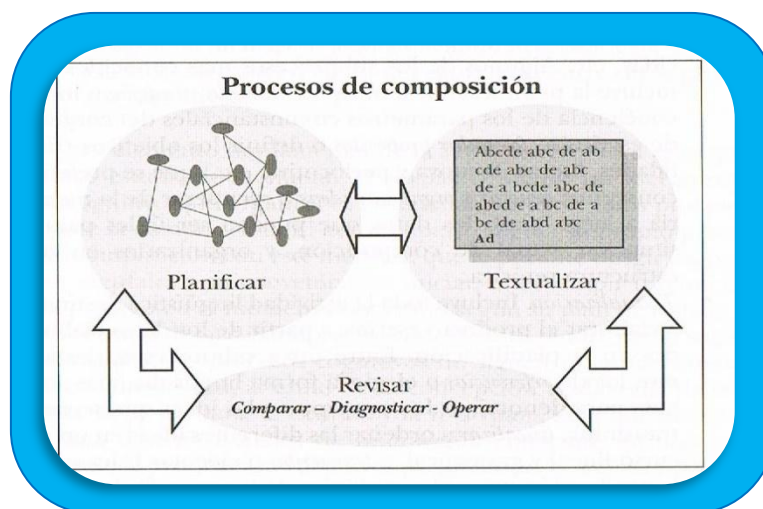 Procesos de composición
Abcde abc de abc
cde abc de abc
de a bcde abc de
abcd e a bc de a
bc de abd abc
Ad
Planificar
Textualizar
Revisar
Comparar – Diagnosticar - Operar